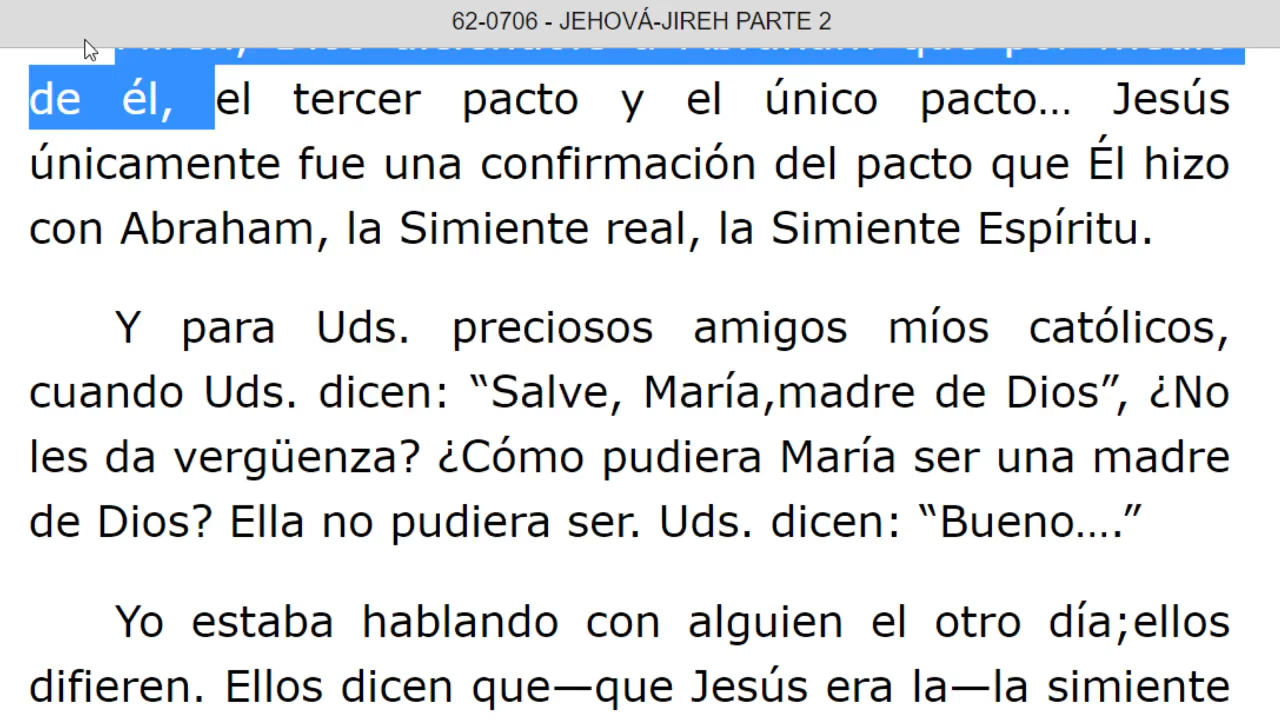 62-0706 - JEHOVÁ-JIREH PARTE 2
de él, el tercer pacto y el único pacto… Jesús
únicamente fue una confirmación del pacto que Él hizo
con Abraham, la Simiente real, la Simiente Espíritu.
Y para Uds. preciosos amigos míos católicos,
cuando Uds. dicen: “Salve, María,madre de Dios”, ¿No
les da vergüenza? ¿Cómo pudiera María ser una madre
de Dios? Ella no pudiera ser. Uds. dicen: “Bueno….”
Yo estaba hablando con alguien el otro día;ellos
difieren. Ellos dicen que—que Jesús era la—la simiente